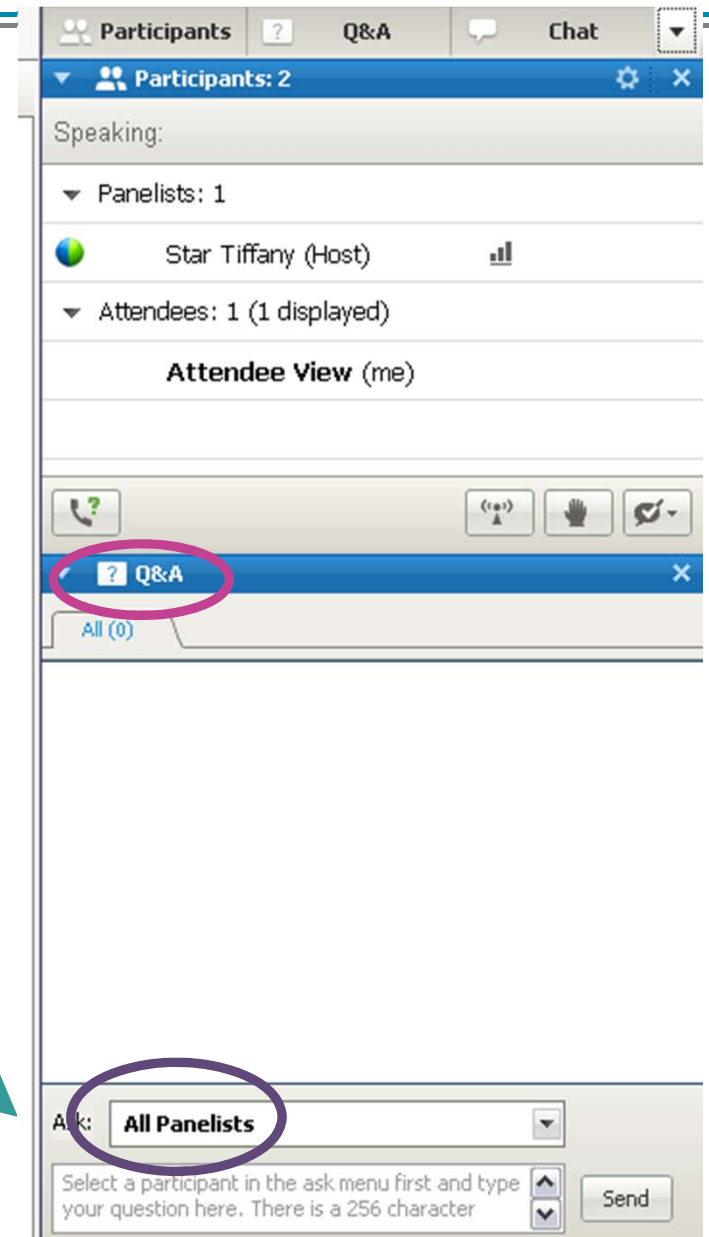 Participants ? Q&A Chat
Participants: 2
Speaking:
Panelists: 1
Star Tiffany (Host)
Attendees: 1 (1 displayed)
Attendee View (me)
?
? Q&A
All (0)
Ask: All Panelists
Select a participant in the ask menu first and type
your question here. There is a 256 character
Send